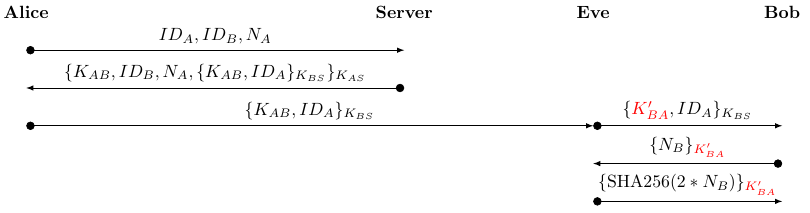 Alice Server Eve Bob
ID_A, ID_B, N_A
{K_AB, ID_B, N_A, {K_AB, ID_A}_K_BS}_K_AS
{K_AB, ID_A}_K_BS {K'_BA, ID_A}_K_BS
{N_B}_K'_BA
{SHA256(2 * N_B)}_K'_BA